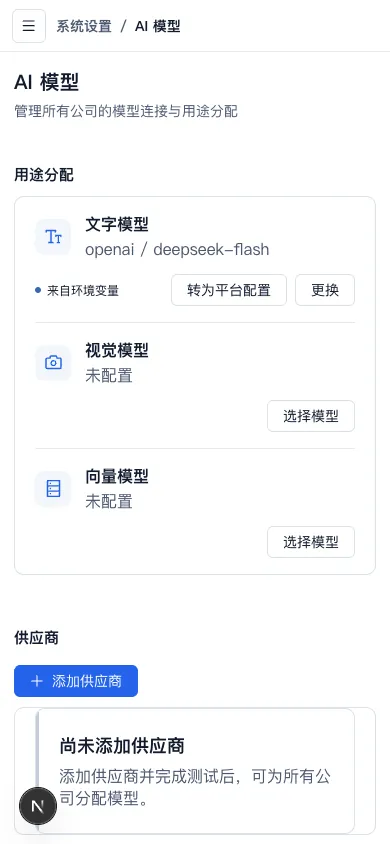 系统设置 / AI 模型
AI 模型
管理所有公司的模型连接与用途分配
用途分配
文字模型
openai / deepseek-flash
来自环境变量
转为平台配置
更换
视觉模型
未配置
选择模型
向量模型
未配置
选择模型
供应商
添加供应商
尚未添加供应商
添加供应商并完成测试后，可为所有公
司分配模型。
N